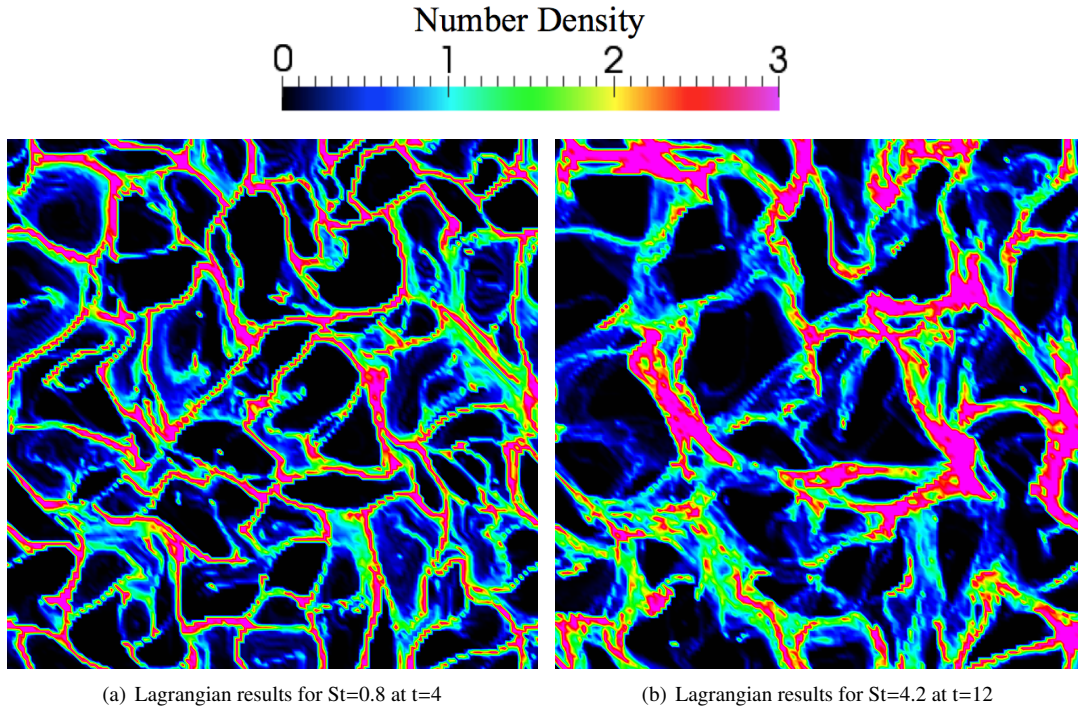 Number Density
0 1 2 3
(a) Lagrangian results for St=0.8 at t=4
(b) Lagrangian results for St=4.2 at t=12